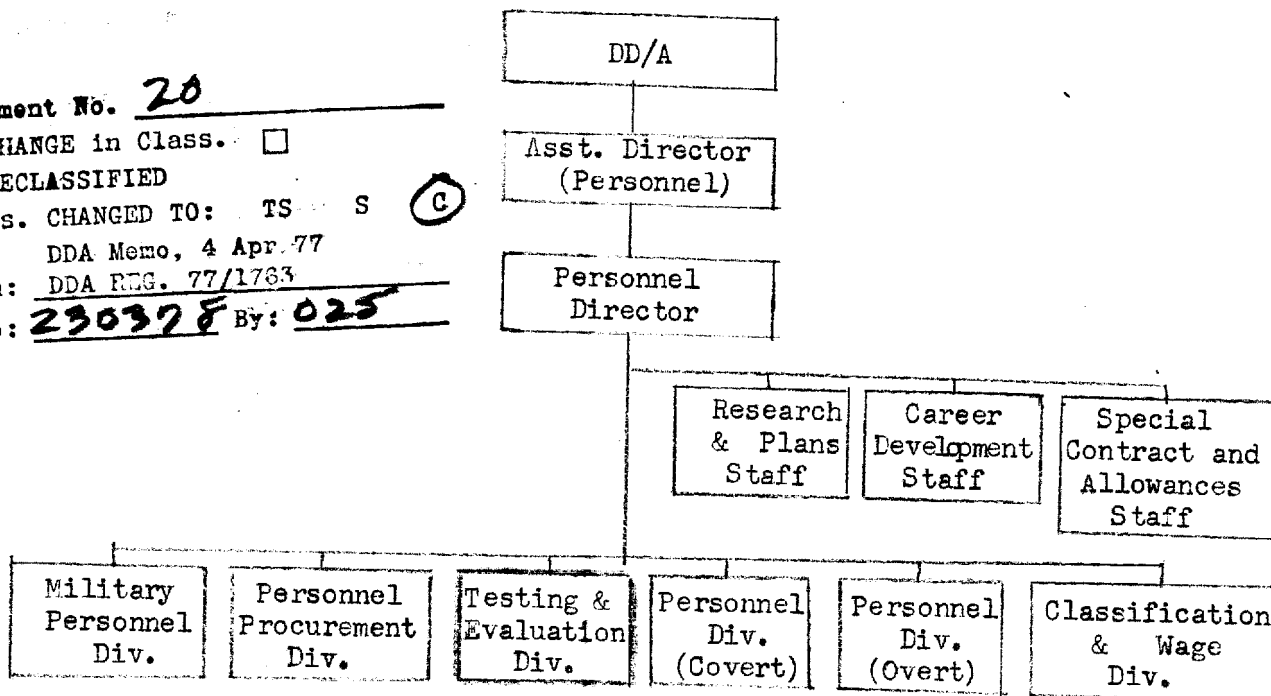 ment No. 20
HANGE in Class. ☐
ECLASSIFIED
s. CHANGED TO: TS S C
DDA Memo, 4 Apr 77
: DDA REG. 77/1763
: 230378 By: 025
DD/A
Asst. Director
(Personnel)
Personnel
Director
Research
& Plans
Staff
Career
Development
Staff
Special
Contract and
Allowances
Staff
Military
Personnel
Div.
Personnel
Procurement
Div.
Testing &
Evaluation
Div.
Personnel
Div.
(Covert)
Personnel
Div.
(Overt)
Classification
& Wage
Div.